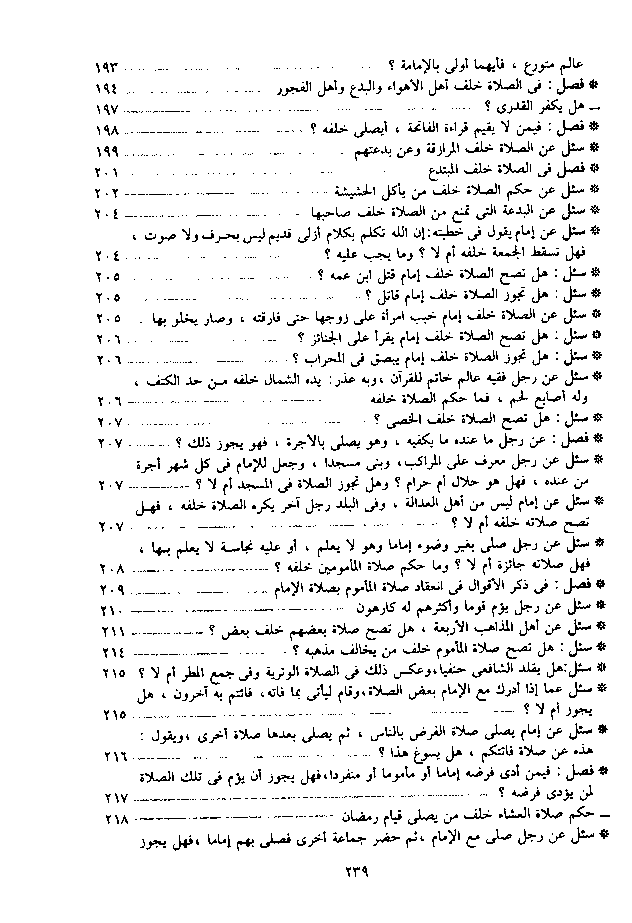 عالم متورع ، فأيهما أولى بالإمامة ؟ ١٩٣
* فصل : فى الصلاة خلف أهل الأهواء والبدع وأهل الفجور ١٩٤
ــ هل يكفر القدرى ؟ ١٩٧
* فصل : فيمن لا يقيم قراءة الفاتحة ، أيصلى خلفه ؟ ١٩٨
* سئل عن الصلاة خلف المرازقة وعن بدعتهم ١٩٩
* فصل فى الصلاة خلف المبتدع ٢٠١
* سئل عن حكم الصلاة خلف من يأكل الحشيشة ٢٠٢
* سئل عن البدعة التى تمنع من الصلاة خلف صاحبها ٢٠٤
* سئل عن إمام يقول فى خطبته:إن الله تكلم بكلام أزلى قديم ليس بحرف ولا صوت ،
فهل تسقط الجمعة خلفه أم لا ؟ وما يجب عليه ؟ ٢٠٤
* سئل : هل تصح الصلاة خلف إمام قتل ابن عمه ؟ ٢٠٥
* سئل : هل تجوز الصلاة خلف إمام قاتل ؟ ٢٠٥
* سئل عن الصلاة خلف إمام خبب امرأة على زوجها حتى فارقته ، وصار يخلو بها . ٢٠٥
* سئل : هل تصح الصلاة خلف إمام يقرأ على الجنائز ؟ ٢٠٦
* سئل : هل تجوز الصلاة خلف إمام يبصق فى المحراب ؟ ٢٠٦
* سئل عن رجل فقيه عالم خاتم للقرآن ،وبه عذر: يده الشمال خلفه من حد الكتف ،
وله أصابع لحم ، فما حكم الصلاة خلفه ٢٠٦
* سئل : هل تصح الصلاة خلف الخصى ؟ ٢٠٧
* فصل : عن رجل ما عنده ما يكفيه ، وهو يصلى بالأجرة ، فهو يجوز ذلك ؟ ٢٠٧
* سئل عن رجل معرف على المراكب، وبنى مسجدا ، وجعل للإمام فى كل شهر أجرة
من عنده ، فهل هو حلال أم حرام ؟ وهل تجوز الصلاة فى المسجد أم لا ؟ ٢٠٧
* سئل عن إمام ليس من أهل العدالة ، وفى البلد رجل آخر يكره الصلاة خلفه ، فهل
تصح صلاته خلفه أم لا ؟ ٢٠٧
* سئل عن رجل صلى بغير وضوء إماما وهو لا يعلم ، أو عليه نجاسة لا يعلم بها ،
فهل صلاته جائزة أم لا ؟ وما حكم صلاة المأمومين خلفه ؟ ٢٠٨
* فصل : فى ذكر الأقوال فى انعقاد صلاة المأموم بصلاة الإمام ٢٠٩
* سئل عن رجل يؤم قوما وأكثرهم له كارهون ٢١٠
* سئل عن أهل المذاهب الأربعة ، هل تصح صلاة بعضهم خلف بعض ؟ ٢١١
* سئل : هل تصح صلاة المأموم خلف من يخالف مذهبه ؟ ٢١٤
* سئل:هل يقلد الشافعى حنفيا،وعكس ذلك فى الصلاة الوترية وفى جمع المطر أم لا ؟ ٢١٥
* سئل عما إذا أدرك مع الإمام بعض الصلاة،وقام ليأتى بما فاته، فائتم به آخرون ، هل
يجوز أم لا ؟ ٢١٥
* سئل عن إمام يصلى صلاة الفرض بالناس ، ثم يصلى بعدها صلاة أخرى ،ويقول :
هذه عن صلاة فاتتكم ، هل يسوغ هذا ؟ ٢١٦
* فصل : فيمن أدى فرضه إماما أو مأموما أو منفردا،فهل يجوز أن يؤم فى تلك الصلاة
لمن يؤدى فرضه ؟ ٢١٧
ــ حكم صلاة العشاء خلف من يصلى قيام رمضان ٢١٨
* سئل عن رجل صلى مع الإمام ،ثم حضر جماعة أخرى فصلى بهم إماما ،فهل يجوز
٢٣٩